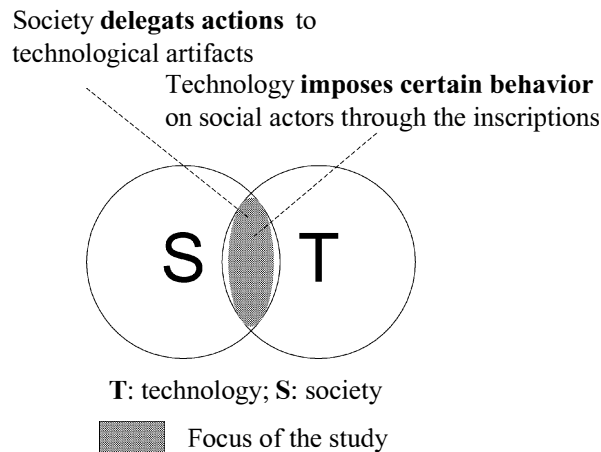 Society delegats actions to
technological artifacts
Technology imposes certain behavior
on social actors through the inscriptions
S T
T: technology; S: society
Focus of the study